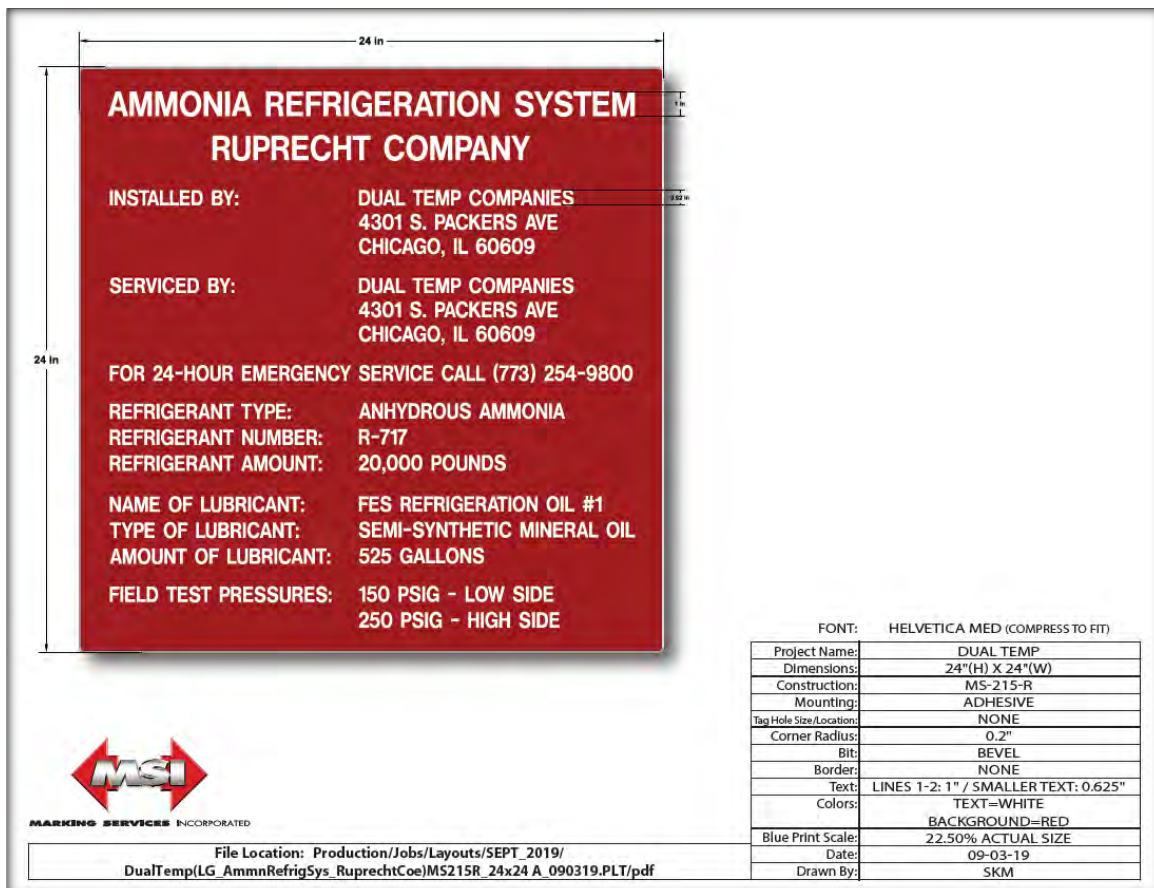 24 in
AMMONIA REFRIGERATION SYSTEM
1 in
RUPRECHT COMPANY
INSTALLED BY: DUAL TEMP COMPANIES
4301 S. PACKERS AVE
CHICAGO, IL 60609
SERVICED BY: DUAL TEMP COMPANIES
4301 S. PACKERS AVE
CHICAGO, IL 60609
24 in
FOR 24-HOUR EMERGENCY SERVICE CALL (773) 254-9800
REFRIGERANT TYPE: ANHYDROUS AMMONIA
REFRIGERANT NUMBER: R-717
REFRIGERANT AMOUNT: 20,000 POUNDS
NAME OF LUBRICANT: FES REFRIGERATION OIL #1
TYPE OF LUBRICANT: SEMI-SYNTHETIC MINERAL OIL
AMOUNT OF LUBRICANT: 525 GALLONS
FIELD TEST PRESSURES: 150 PSIG - LOW SIDE
250 PSIG - HIGH SIDE
FONT: HELVETICA MED (COMPRESS TO FIT)
Project Name: DUAL TEMP
Dimensions: 24"(H) X 24"(W)
Construction: MS-215-R
Mounting: ADHESIVE
Tag Hole Size/Location: NONE
Corner Radius: 0.2"
Bit: BEVEL
Border: NONE
Text: LINES 1-2: 1" / SMALLER TEXT: 0.625"
Colors: TEXT=WHITE
BACKGROUND=RED
Blue Print Scale: 22.50% ACTUAL SIZE
Date: 09-03-19
Drawn By: SKM
MSI
MARKING SERVICES INCORPORATED
File Location: Production/Jobs/Layouts/SEPT_2019/
DualTemp(LG_AmmnRefrigSys_RuprechtCoe)MS215R_24x24 A_090319.PLT/pdf